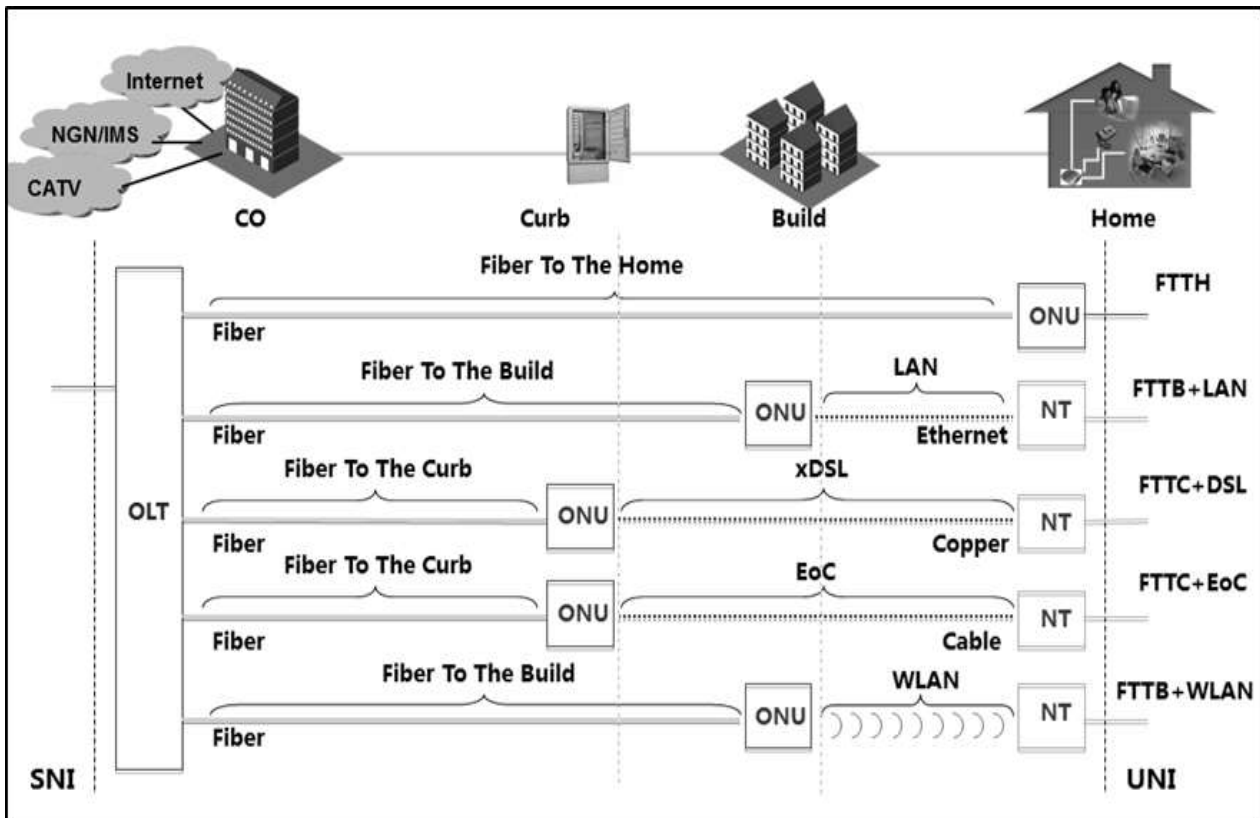 Internet
NGN/IMS
CATV
CO
Curb
Build
Home
Fiber To The Home
FTTH
ONU
Fiber
Fiber To The Build
LAN
FTTB+LAN
ONU
NT
Fiber
Ethernet
Fiber To The Curb
xDSL
FTTC+DSL
OLT
ONU
NT
Fiber
Copper
Fiber To The Curb
EoC
FTTC+EoC
ONU
NT
Fiber
Cable
Fiber To The Build
WLAN
FTTB+WLAN
ONU
NT
Fiber
SNI
UNI